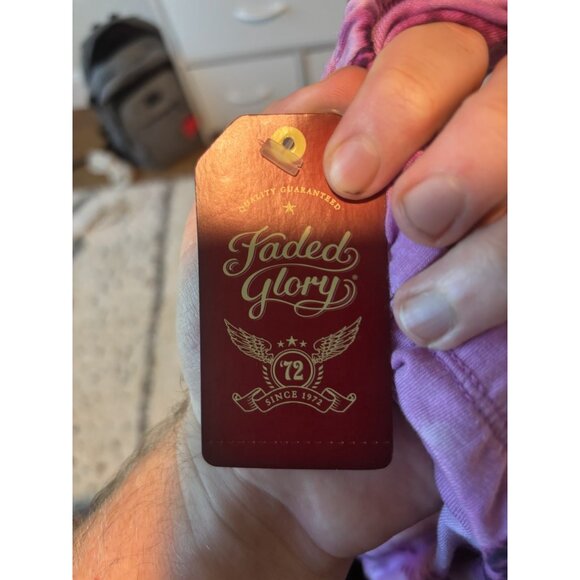 QUALITY GUARANTEED
Faded
Glory®
'72
SINCE 1972